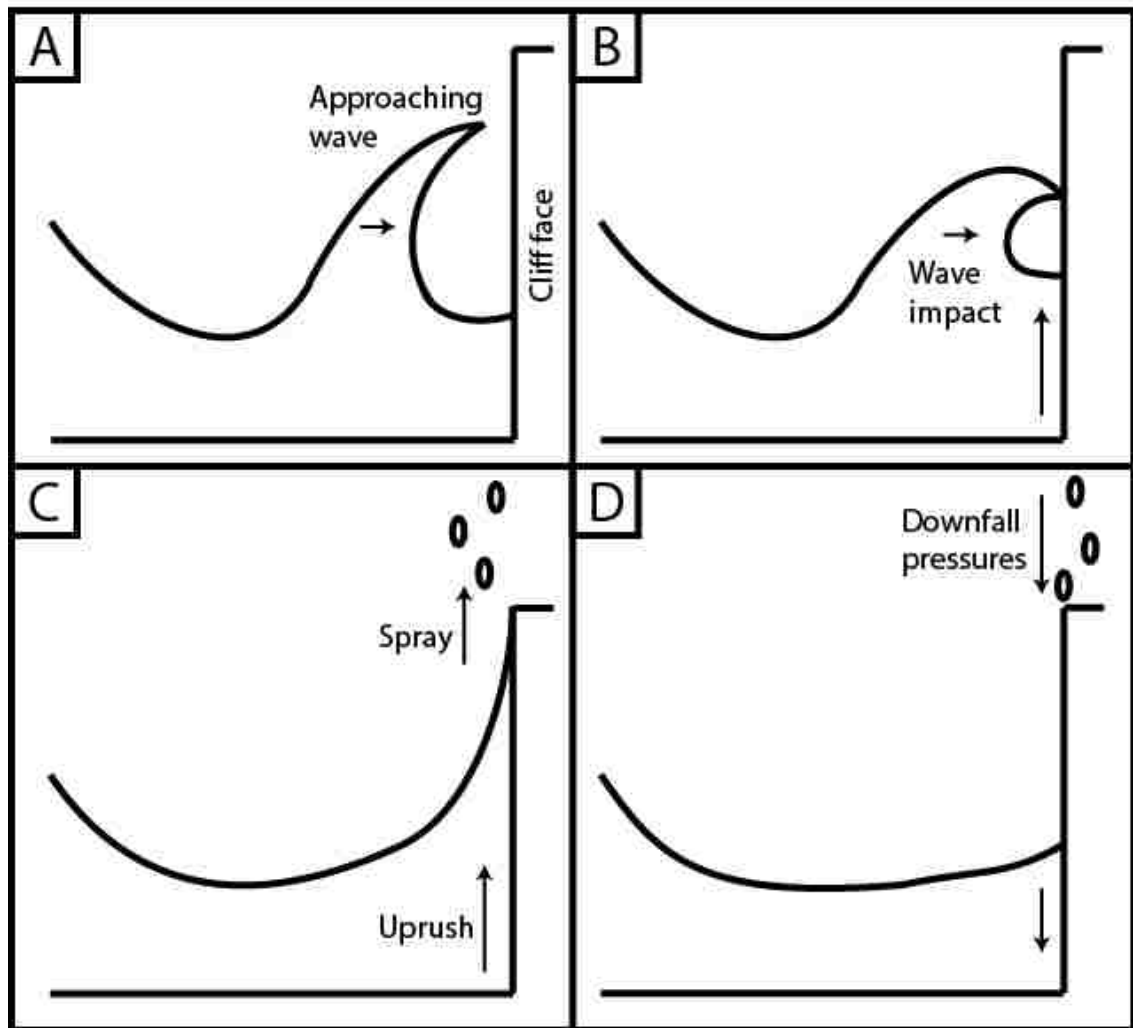 A
Approaching
wave
Cliff face
B
Wave
impact
C
Spray
Uprush
D
Downfall
pressures